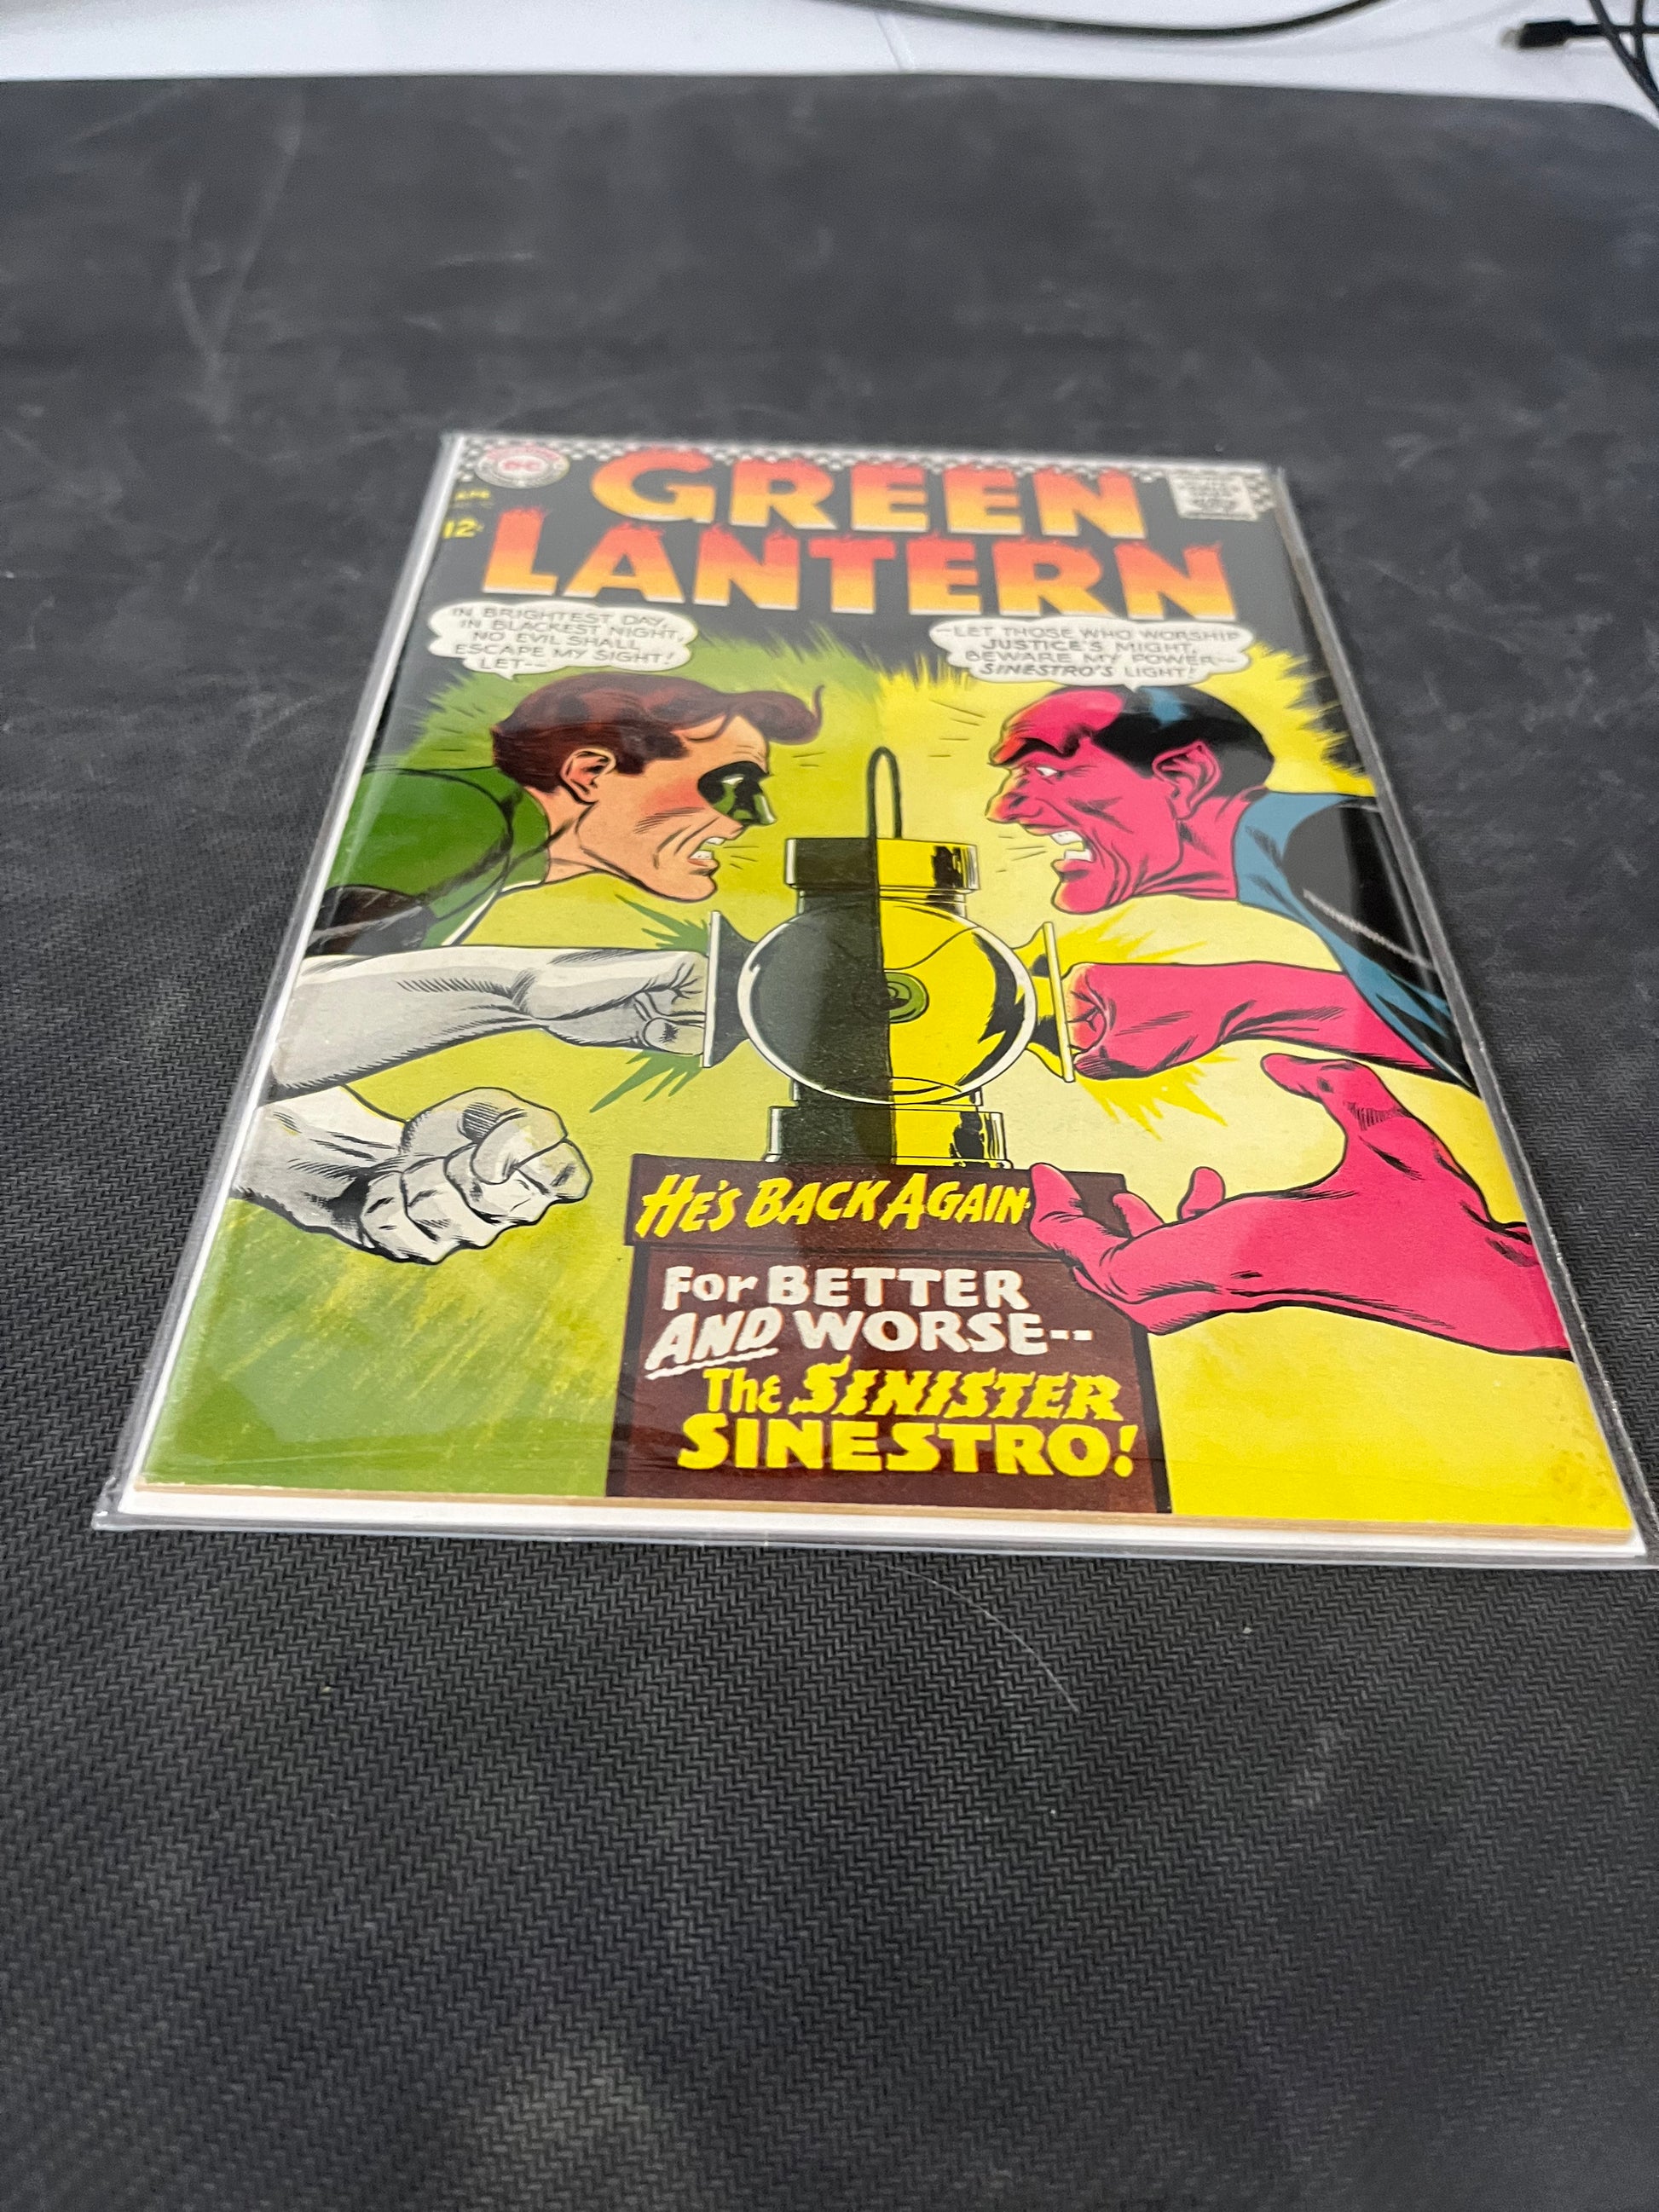 DC
GREEN
LANTERN
APR.
12¢
IN BRIGHTEST DAY,
IN BLACKEST NIGHT,
NO EVIL SHALL
ESCAPE MY SIGHT!
LET--
--LET THOSE WHO WORSHIP
JUSTICE'S MIGHT,
BEWARE MY POWER--
SINESTRO'S LIGHT!
HE'S BACK AGAIN
For BETTER
AND WORSE--
The SINISTER
SINESTRO!